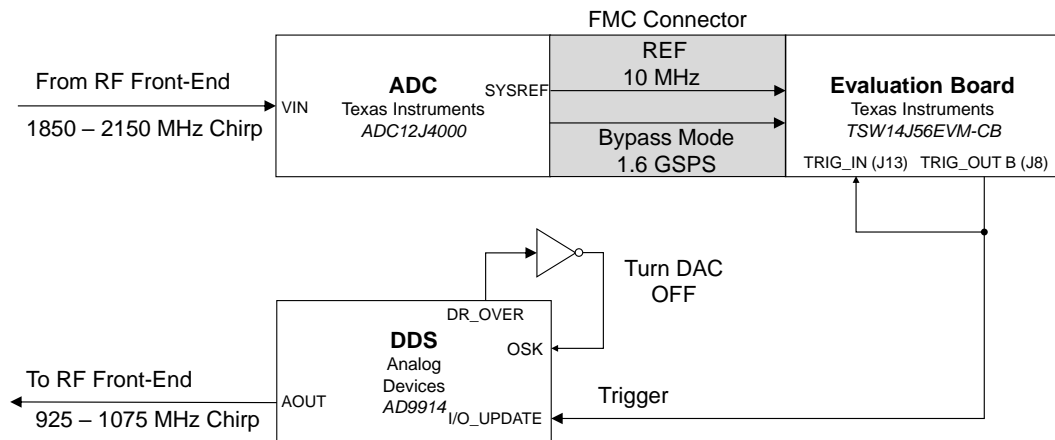 FMC Connector
From RF Front-End
1850 – 2150 MHz Chirp
VIN
ADC
Texas Instruments
ADC12J4000
SYSREF
REF
10 MHz
Bypass Mode
1.6 GSPS
Evaluation Board
Texas Instruments
TSW14J56EVM-CB
TRIG_IN (J13)
TRIG_OUT B (J8)
Turn DAC
OFF
DR_OVER
DDS
Analog
Devices
AD9914
OSK
To RF Front-End
925 – 1075 MHz Chirp
AOUT
I/O_UPDATE
Trigger